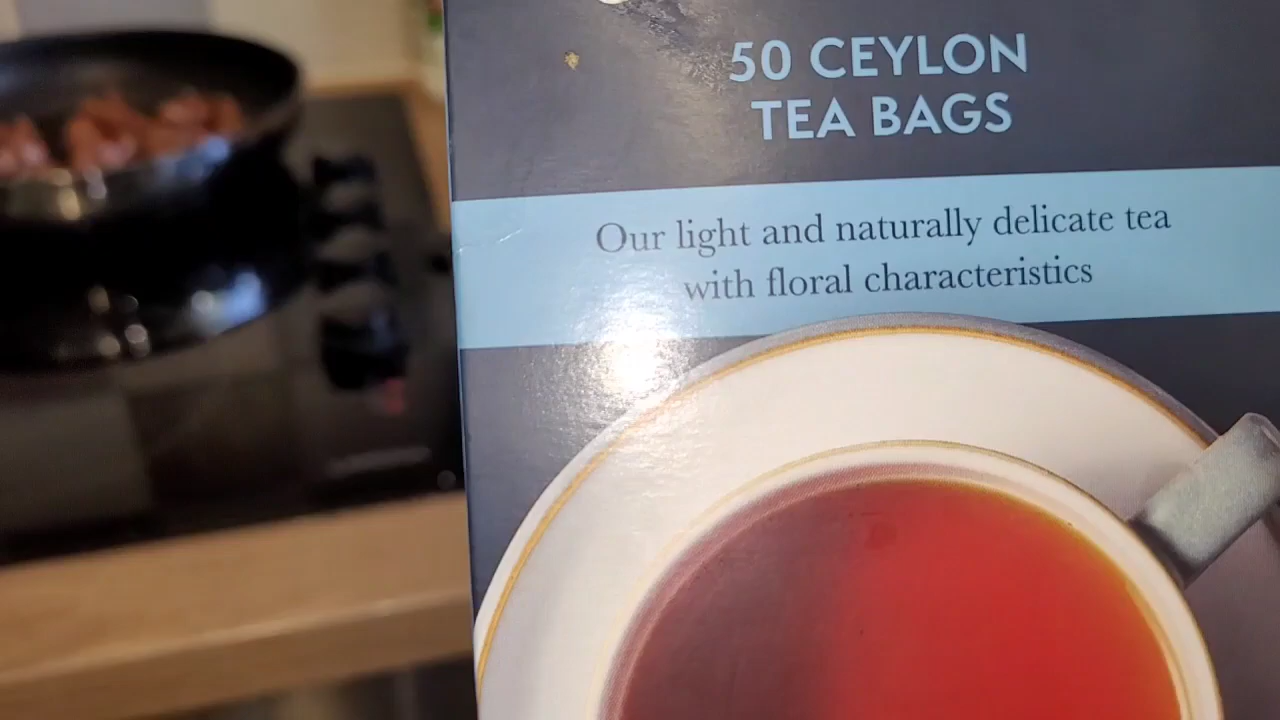 50 CEYLON
TEA BAGS
Our light and naturally delicate tea
with floral characteristics